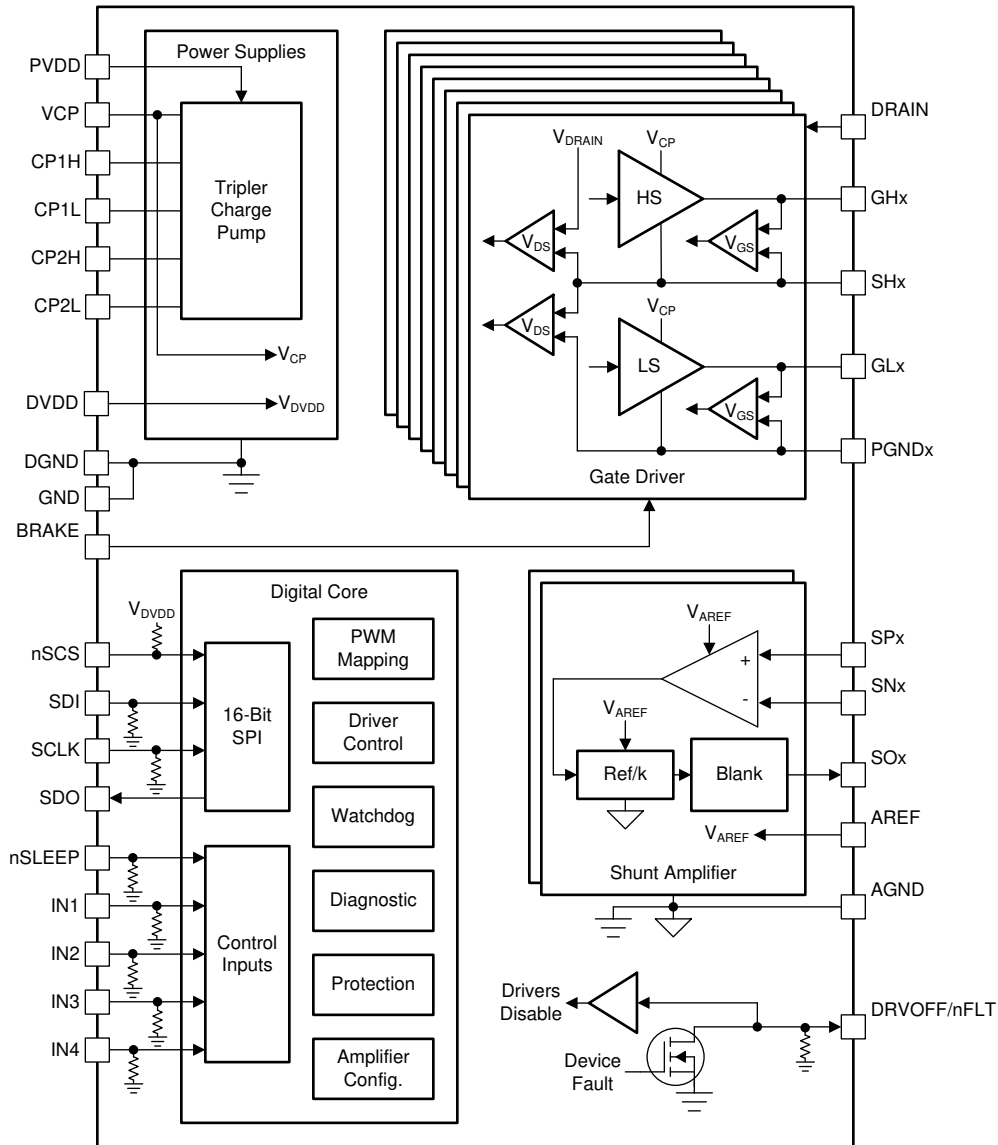 Power Supplies
PVDD
VCP
CP1H
CP1L
CP2H
CP2L
Tripler
Charge
Pump
VCP
DVDD
VDVDD
DGND
GND
BRAKE
VDRAIN
VCP
HS
VDS
VGS
VDS
VCP
LS
VGS
Gate Driver
DRAIN
GHx
SHx
GLx
PGNDx
Digital Core
VDVDD
nSCS
SDI
SCLK
SDO
16-Bit
SPI
nSLEEP
IN1
IN2
IN3
IN4
Control
Inputs
PWM
Mapping
Driver
Control
Watchdog
Diagnostic
Protection
Amplifier
Config.
VAREF
+
-
VAREF
Ref/k
Blank
VAREF
Shunt Amplifier
SPx
SNx
SOx
AREF
AGND
Drivers
Disable
Device
Fault
DRVOFF/nFLT